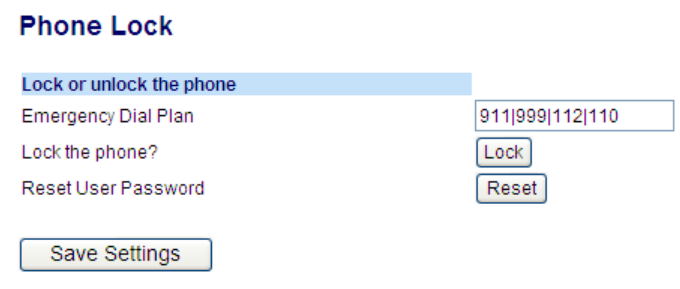 Phone Lock
Lock or unlock the phone
Emergency Dial Plan 911|999|112|110
Lock the phone? Lock
Reset User Password Reset
Save Settings